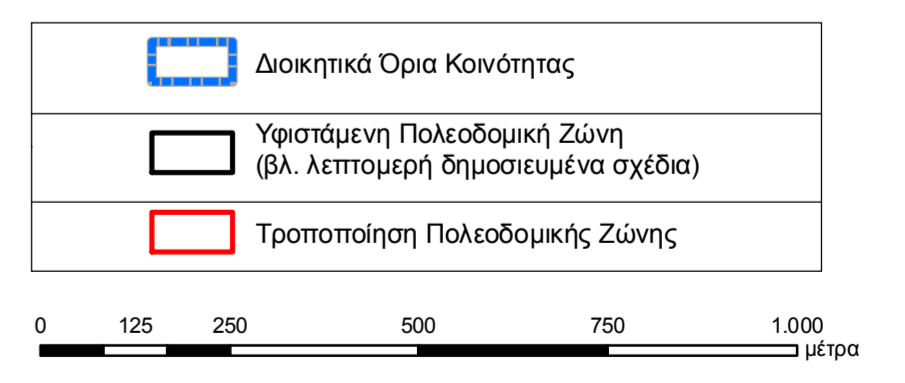 Διοικητικά Όρια Κοινότητας
Υφιστάμενη Πολεοδομική Ζώνη
(βλ. λεπτομερή δημοσιευμένα σχέδια)
Τροποποίηση Πολεοδομικής Ζώνης
0 125 250 500 750 1.000
μέτρα